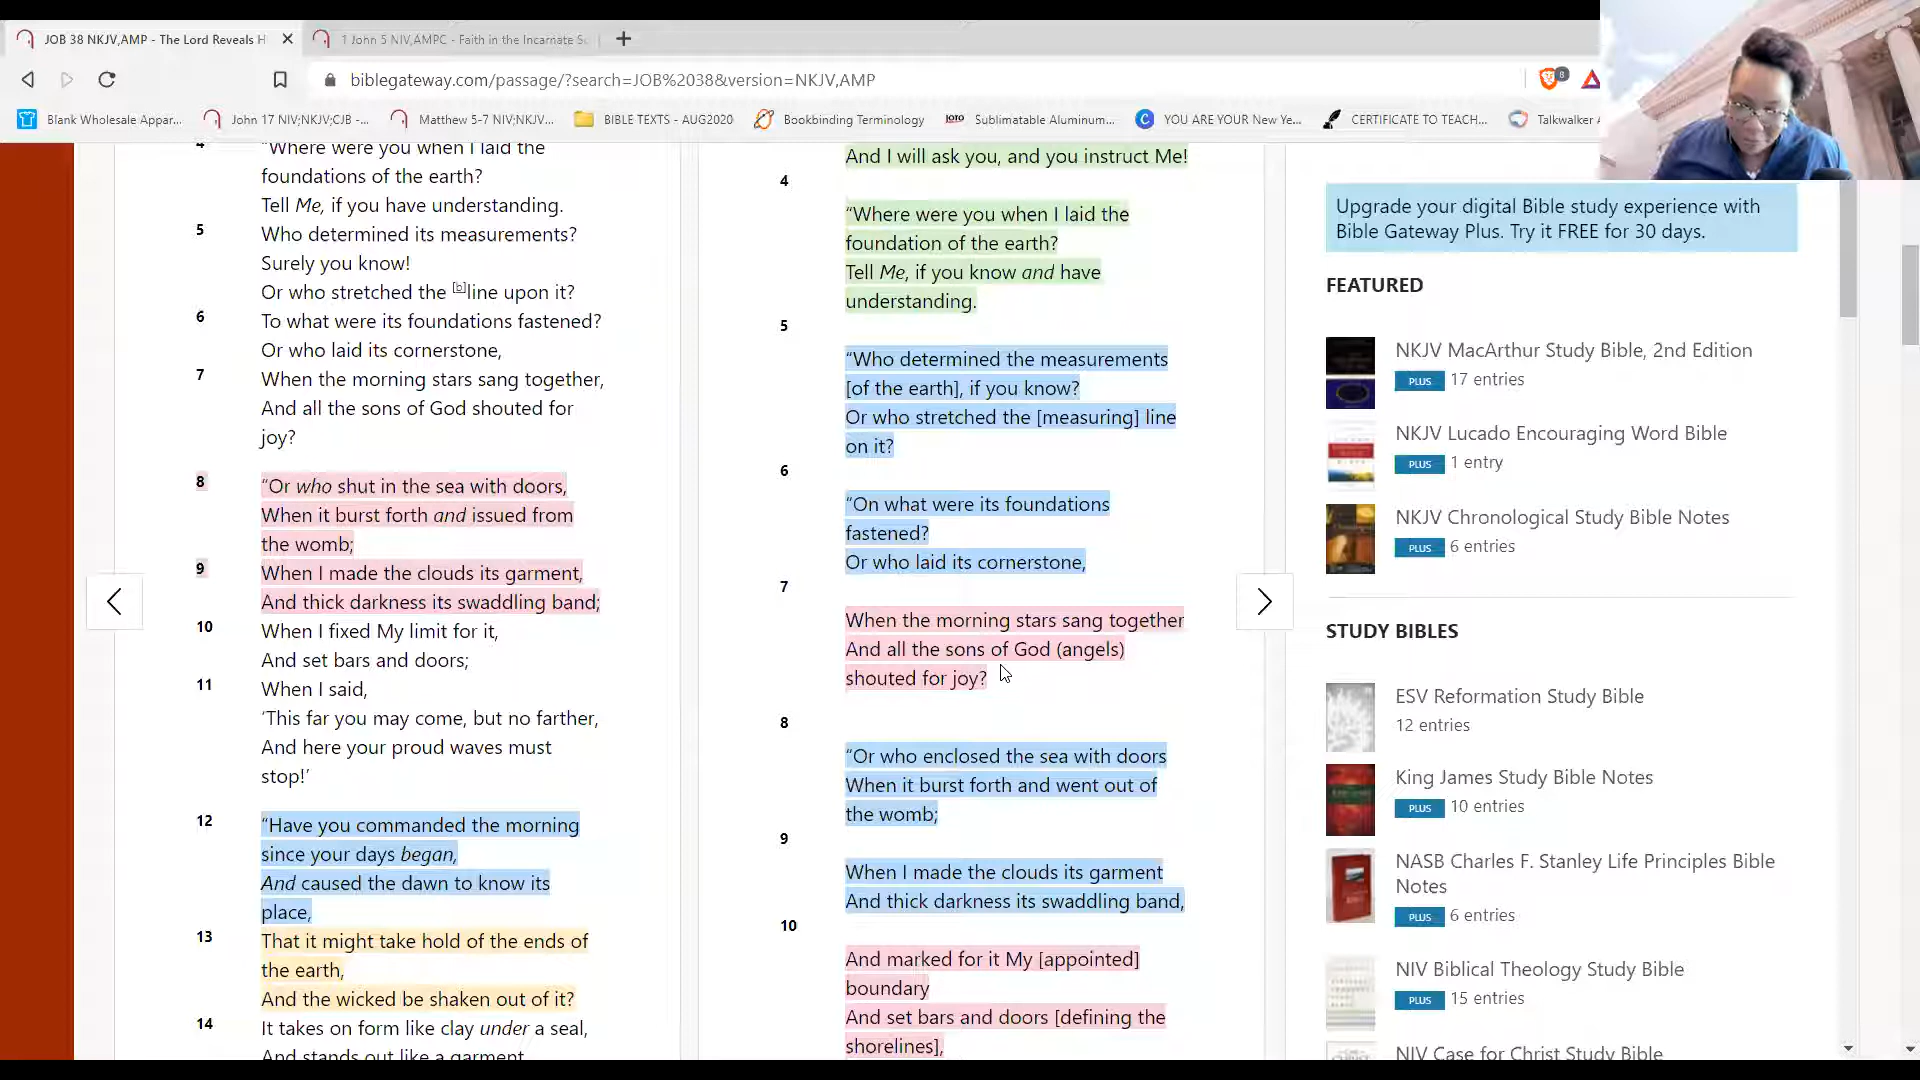 JOB 38 NKJV,AMP - The Lord Reveals H
1 John 5 NIV,AMPC - Faith in the Incarnate S
biblegateway.com/passage/?search=JOB%2038&version=NKJV,AMP
8
Blank Wholesale Appar...
John 17 NIV;NKJV;CJB -...
Matthew 5-7 NIV;NKJV...
BIBLE TEXTS - AUG2020
Bookbinding Terminology
Sublimatable Aluminum...
YOU ARE YOUR New Ye...
CERTIFICATE TO TEACH...
Talkwalker
4
"Where were you when I laid the
foundations of the earth?
Tell Me, if you have understanding.
5
Who determined its measurements?
Surely you know!
Or who stretched the [b]line upon it?
6
To what were its foundations fastened?
Or who laid its cornerstone,
7
When the morning stars sang together,
And all the sons of God shouted for
joy?
8
"Or who shut in the sea with doors,
When it burst forth and issued from
the womb;
9
When I made the clouds its garment,
And thick darkness its swaddling band;
10
When I fixed My limit for it,
And set bars and doors;
11
When I said,
‘This far you may come, but no farther,
And here your proud waves must
stop!’
12
"Have you commanded the morning
since your days began,
And caused the dawn to know its
place,
13
That it might take hold of the ends of
the earth,
And the wicked be shaken out of it?
14
It takes on form like clay under a seal,
And stands out like a garment
And I will ask you, and you instruct Me!
4
"Where were you when I laid the
foundation of the earth?
Tell Me, if you know and have
understanding.
5
"Who determined the measurements
[of the earth], if you know?
Or who stretched the [measuring] line
on it?
6
"On what were its foundations
fastened?
Or who laid its cornerstone,
7
When the morning stars sang together
And all the sons of God (angels)
shouted for joy?
8
"Or who enclosed the sea with doors
When it burst forth and went out of
the womb;
9
When I made the clouds its garment
And thick darkness its swaddling band,
10
And marked for it My [appointed]
boundary
And set bars and doors [defining the
shorelines],
Upgrade your digital Bible study experience with
Bible Gateway Plus. Try it FREE for 30 days.
FEATURED
NKJV MacArthur Study Bible, 2nd Edition
PLUS 17 entries
NKJV Lucado Encouraging Word Bible
PLUS 1 entry
NKJV Chronological Study Bible Notes
PLUS 6 entries
STUDY BIBLES
ESV Reformation Study Bible
12 entries
King James Study Bible Notes
PLUS 10 entries
NASB Charles F. Stanley Life Principles Bible
Notes
PLUS 6 entries
NIV Biblical Theology Study Bible
PLUS 15 entries
NIV Case for Christ Study Bible